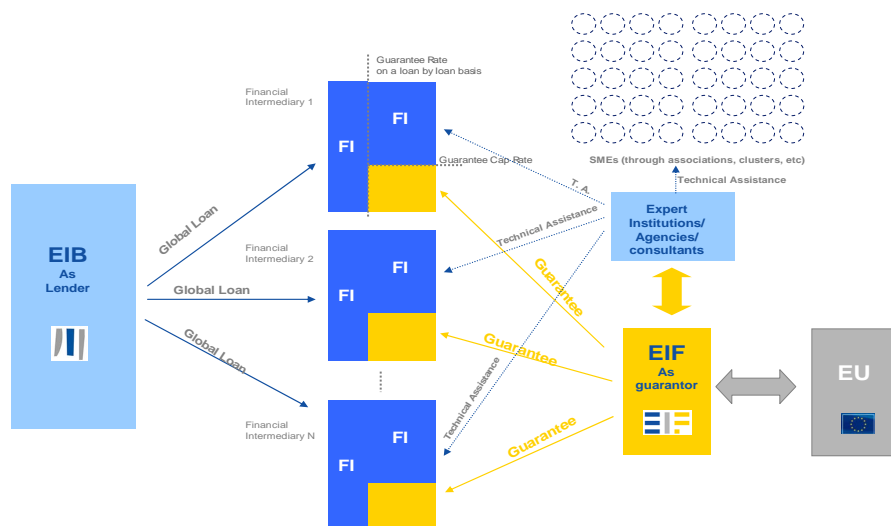 Guarantee Rate
on a loan by loan basis
Financial
Intermediary 1
FI
FI
Guarantee Cap Rate
SMEs (through associations, clusters, etc)
Technical Assistance
T. A.
Expert
Institutions/
Agencies/
consultants
Global Loan
Technical Assistance
EIB
As
Lender
Financial
Intermediary 2
FI
FI
Global Loan
Guarantee
Guarantee
Global Loan
Technical Assistance
EIF
As
guarantor
EIF
EU
Financial
Intermediary N
FI
FI
Guarantee